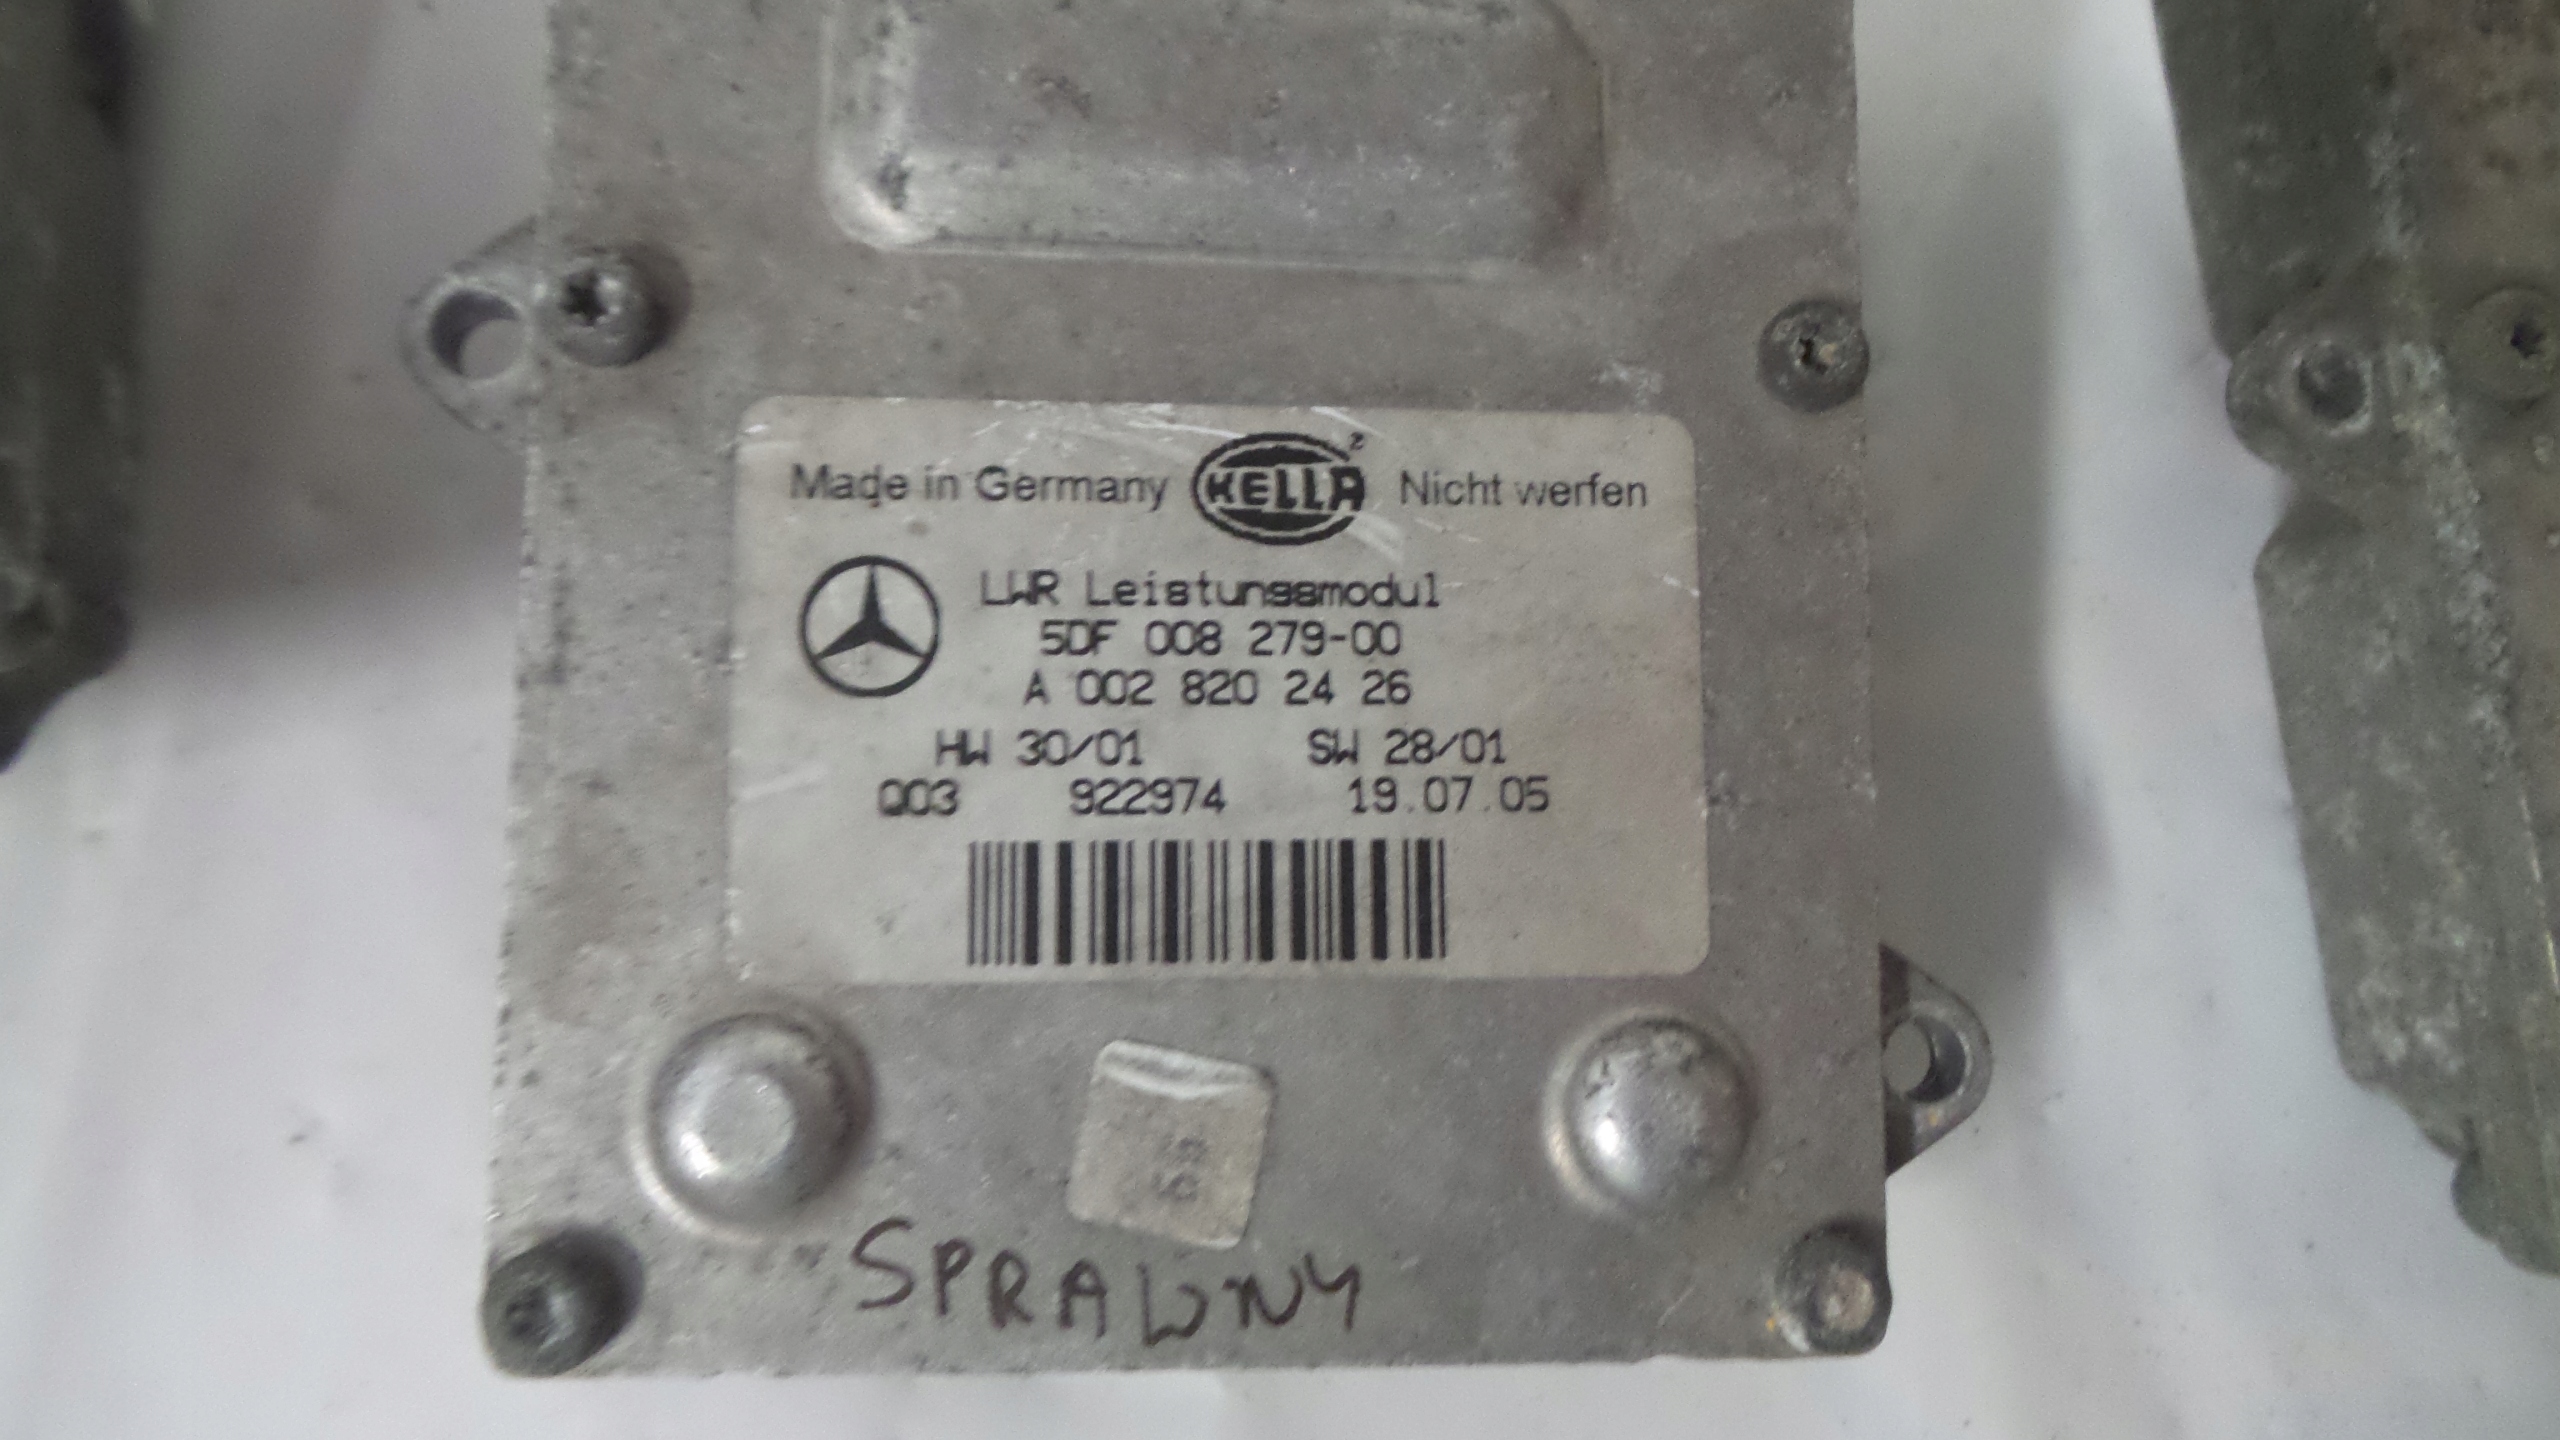 Made in Germany HELLA Nicht werfen
LWR Leistungsmodul
5DF 008 279-00
A 002 820 24 26
HW 30/01 SW 28/01
Q03 922974 19.07.05
SPRAWNY